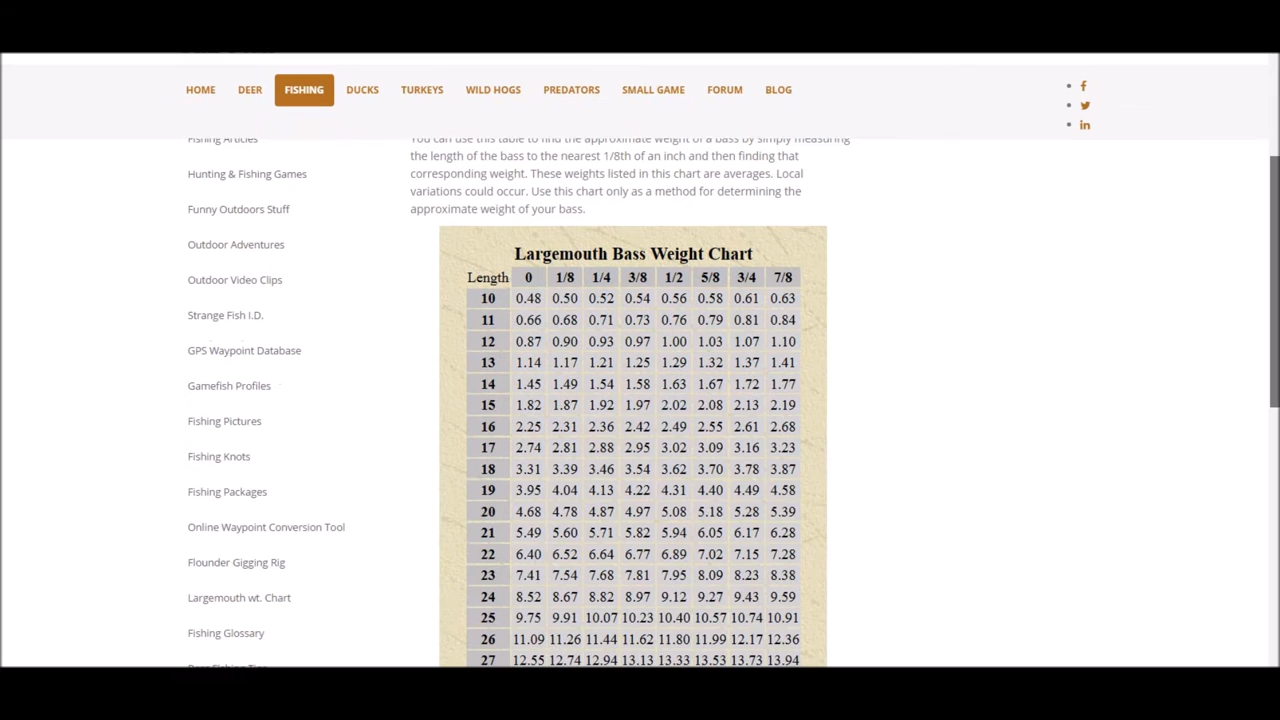 HOME DEER FISHING DUCKS TURKEYS WILD HOGS PREDATORS SMALL GAME FORUM BLOG
Fishing Articles
Hunting & Fishing Games
Funny Outdoors Stuff
Outdoor Adventures
Outdoor Video Clips
Strange Fish I.D.
GPS Waypoint Database
Gamefish Profiles
Fishing Pictures
Fishing Knots
Fishing Packages
Online Waypoint Conversion Tool
Flounder Gigging Rig
Largemouth wt. Chart
Fishing Glossary
You can use this table to find the approximate weight of a bass by simply measuring
the length of the bass to the nearest 1/8th of an inch and then finding that
corresponding weight. These weights listed in this chart are averages. Local
variations could occur. Use this chart only as a method for determining the
approximate weight of your bass.
Largemouth Bass Weight Chart
Length 0 1/8 1/4 3/8 1/2 5/8 3/4 7/8
10 0.48 0.50 0.52 0.54 0.56 0.58 0.61 0.63
11 0.66 0.68 0.71 0.73 0.76 0.79 0.81 0.84
12 0.87 0.90 0.93 0.97 1.00 1.03 1.07 1.10
13 1.14 1.17 1.21 1.25 1.29 1.32 1.37 1.41
14 1.45 1.49 1.54 1.58 1.63 1.67 1.72 1.77
15 1.82 1.87 1.92 1.97 2.02 2.08 2.13 2.19
16 2.25 2.31 2.36 2.42 2.49 2.55 2.61 2.68
17 2.74 2.81 2.88 2.95 3.02 3.09 3.16 3.23
18 3.31 3.39 3.46 3.54 3.62 3.70 3.78 3.87
19 3.95 4.04 4.13 4.22 4.31 4.40 4.49 4.58
20 4.68 4.78 4.87 4.97 5.08 5.18 5.28 5.39
21 5.49 5.60 5.71 5.82 5.94 6.05 6.17 6.28
22 6.40 6.52 6.64 6.77 6.89 7.02 7.15 7.28
23 7.41 7.54 7.68 7.81 7.95 8.09 8.23 8.38
24 8.52 8.67 8.82 8.97 9.12 9.27 9.43 9.59
25 9.75 9.91 10.07 10.23 10.40 10.57 10.74 10.91
26 11.09 11.26 11.44 11.62 11.80 11.99 12.17 12.36
27 12.55 12.74 12.94 13.13 13.33 13.53 13.73 13.94